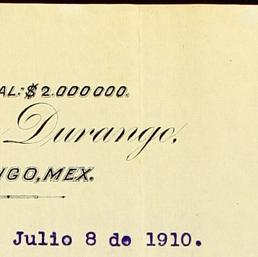 AL: $2.000000.
Durango,
NGO, MEX.
Julio 8 de 1910.